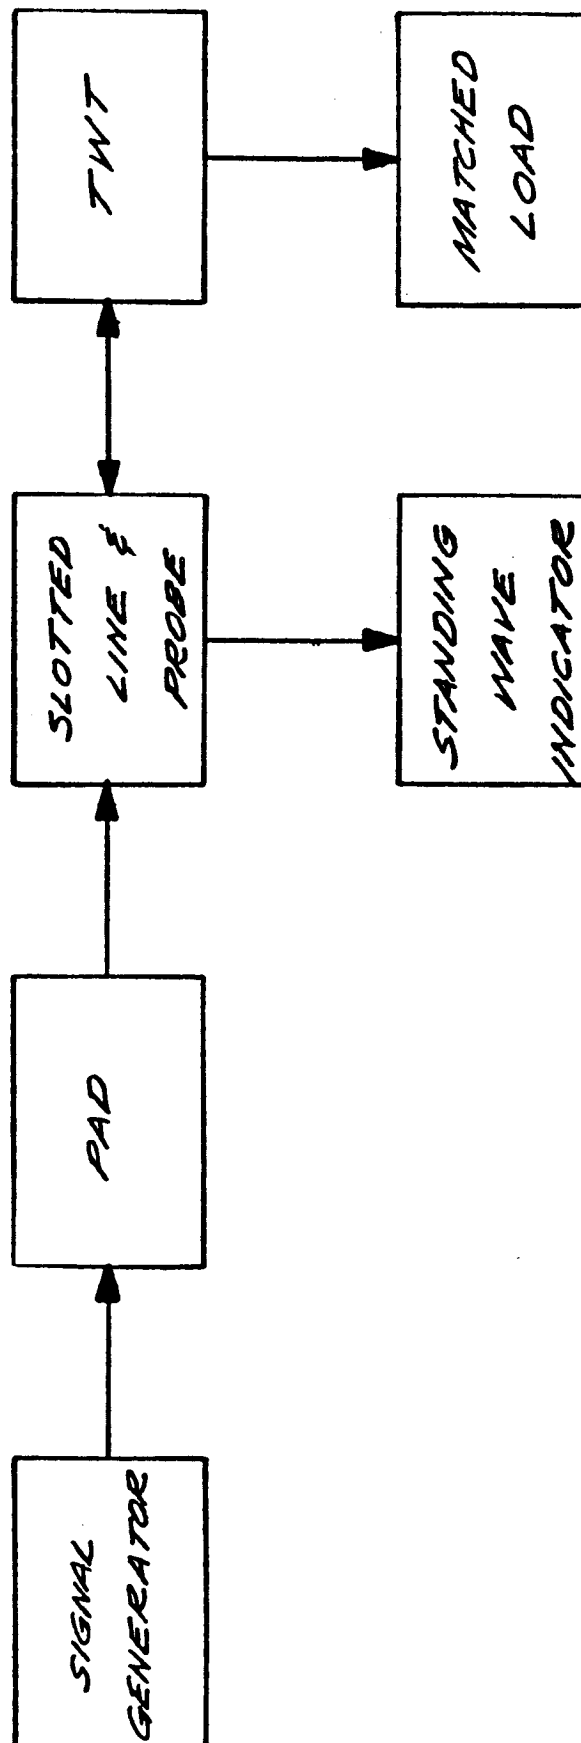 SIGNAL
GENERATOR
PAD
SLOTTED
LINE &
PROBE
TWT
STANDING
WAVE
INDICATOR
MATCHED
LOAD